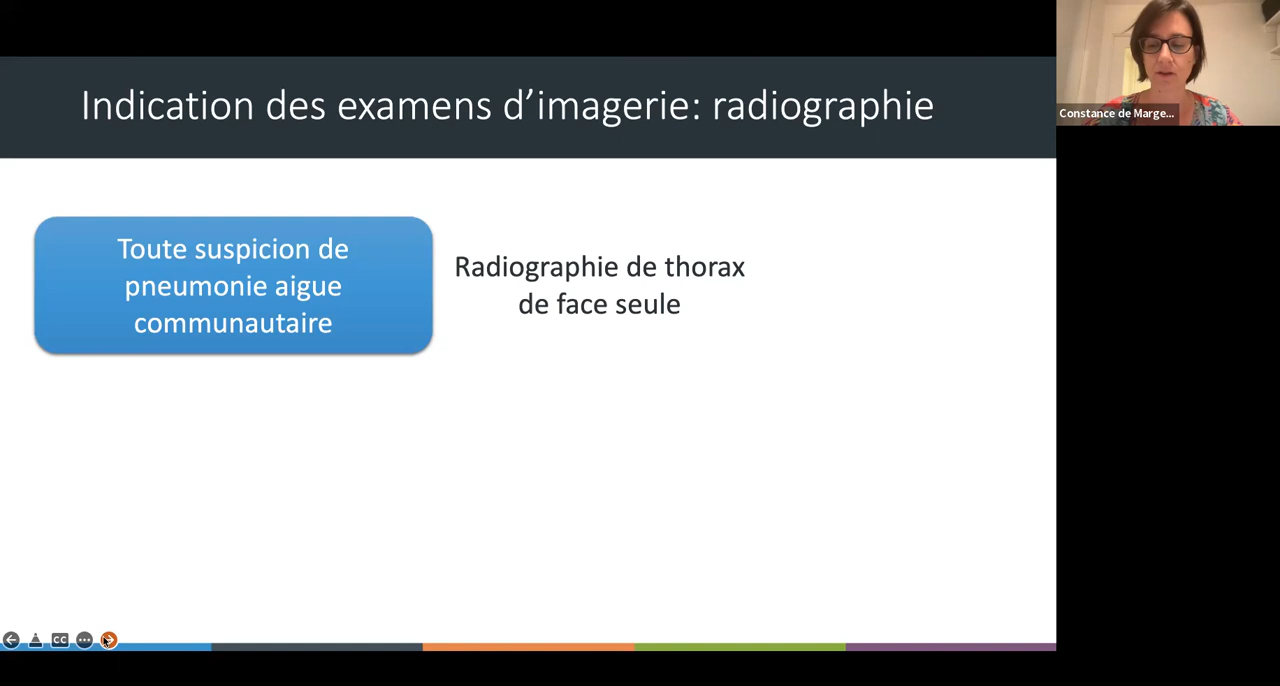 Indication des examens d’imagerie: radiographie
Toute suspicion de
pneumonie aigue
communautaire
Radiographie de thorax
de face seule
Constance de Marge...
CC